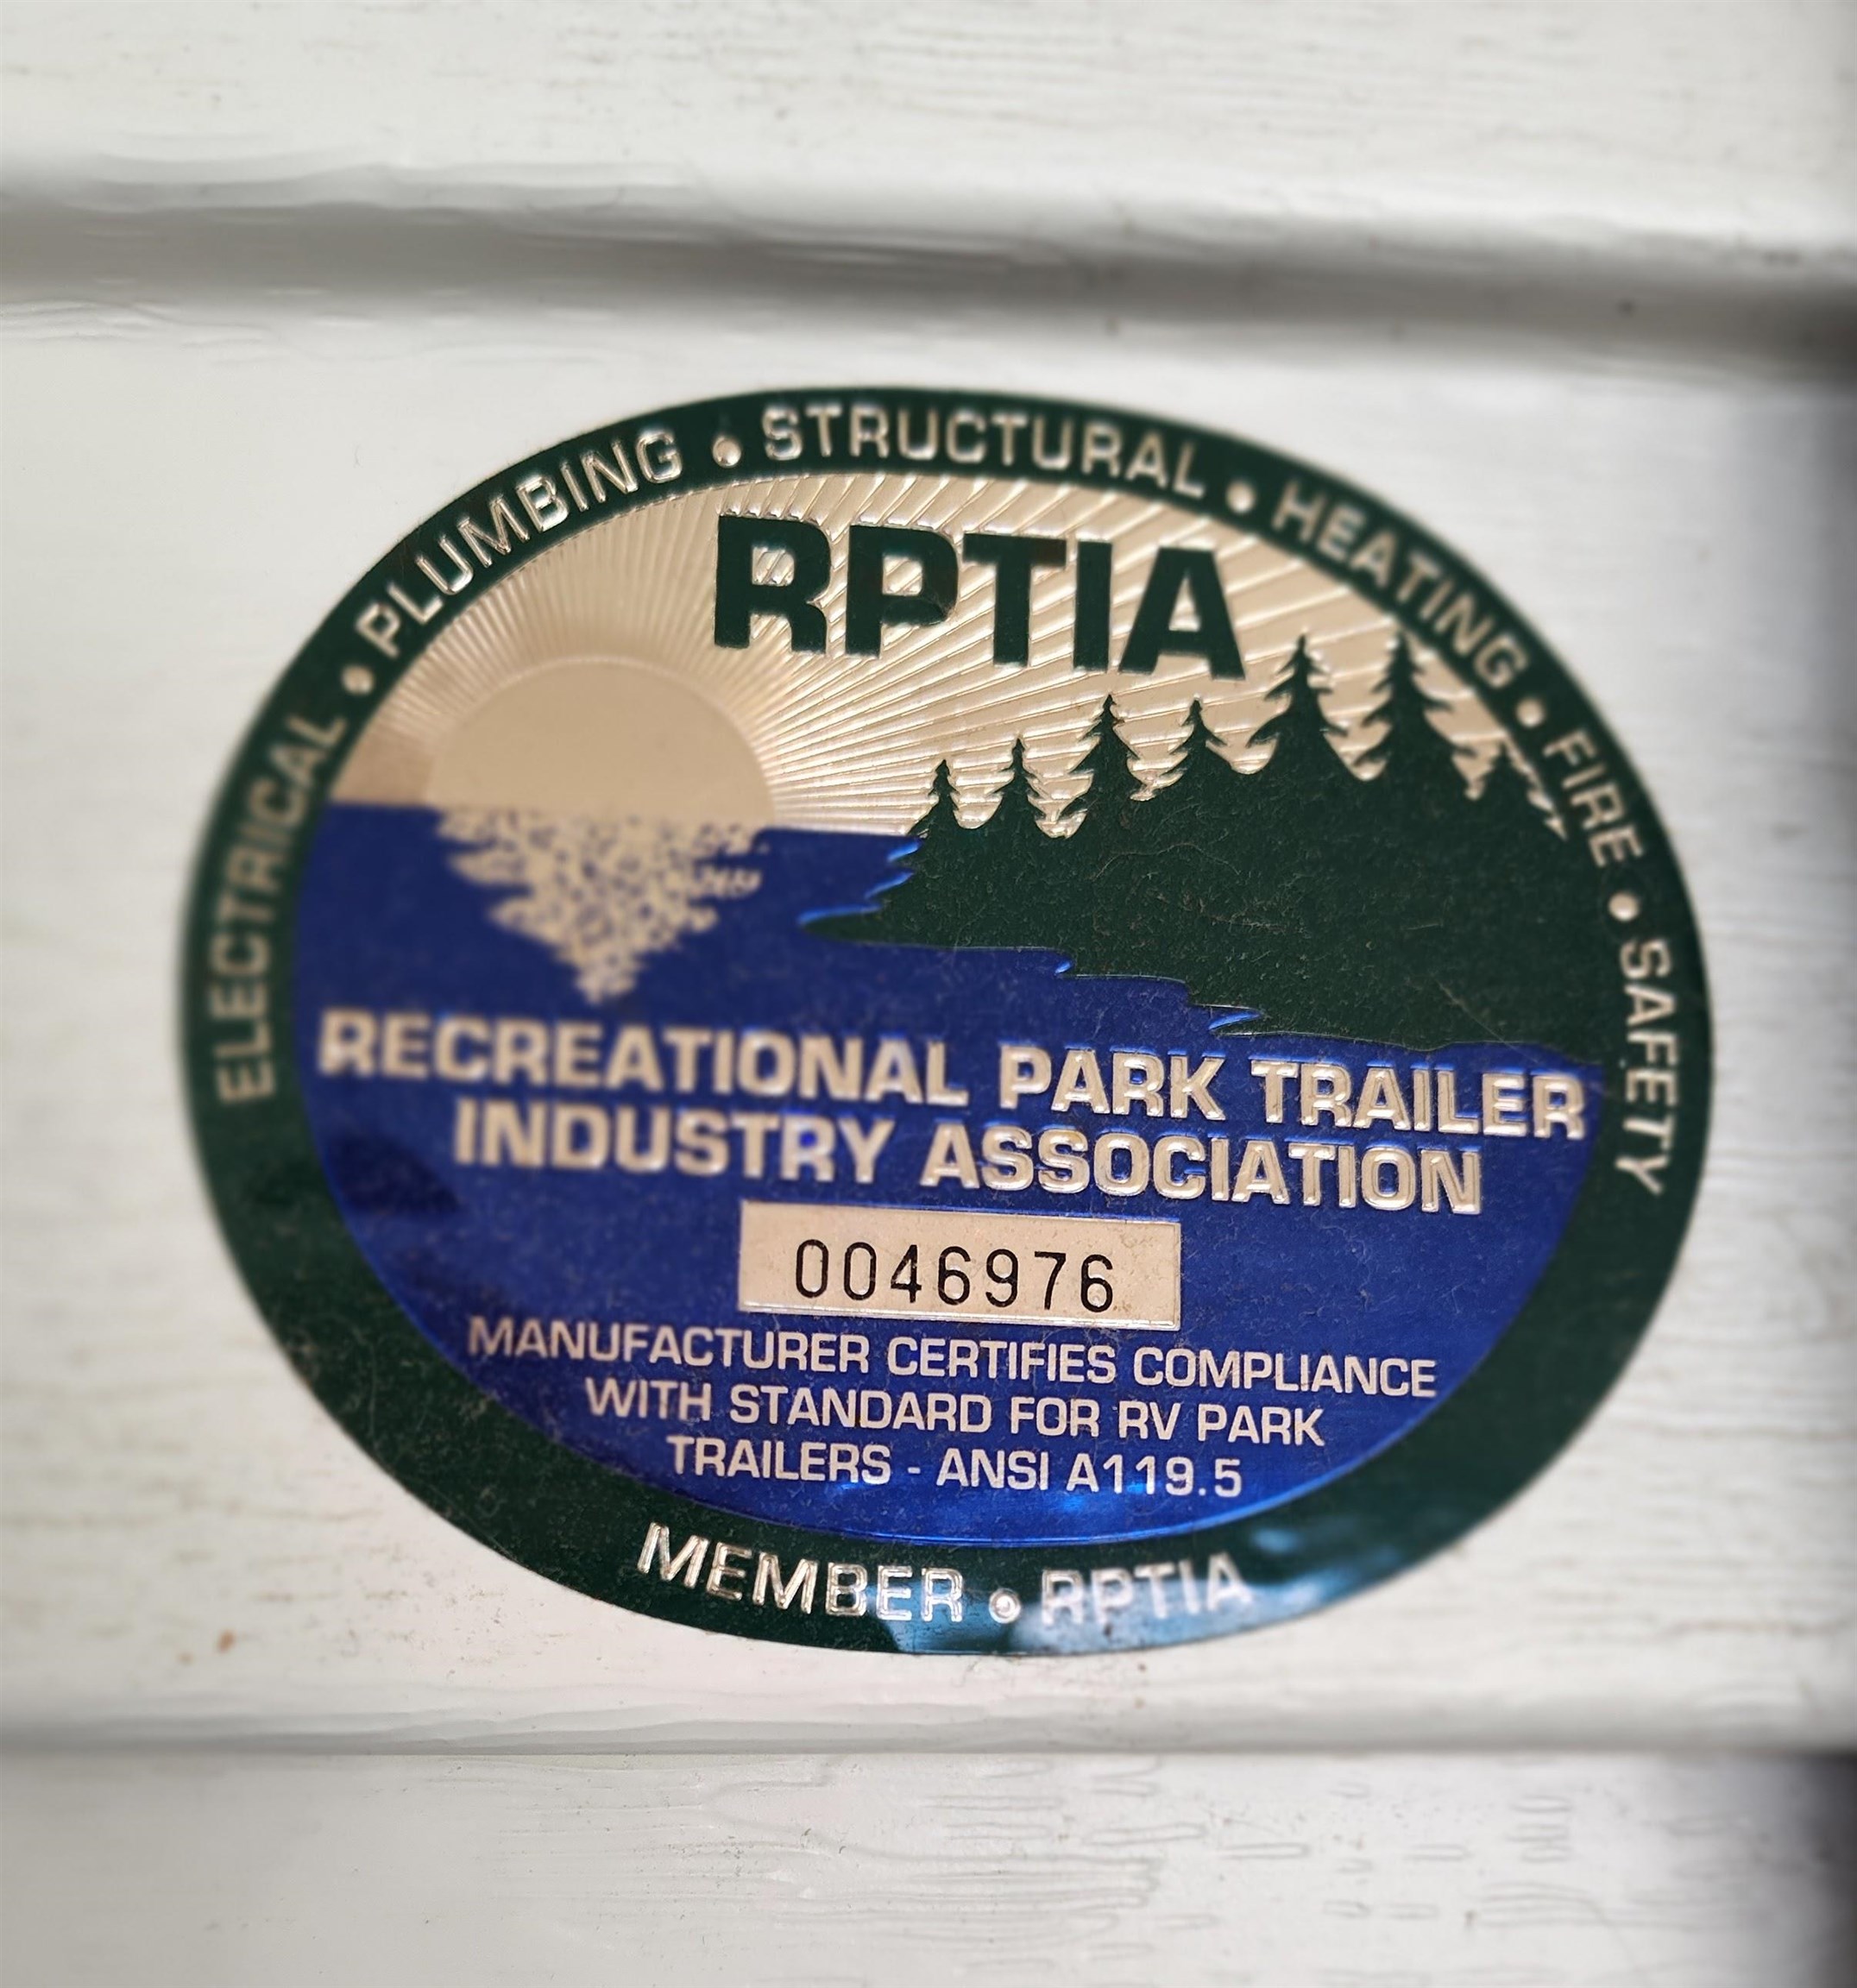 ELECTRICAL • PLUMBING • STRUCTURAL • HEATING • FIRE • SAFETY
RPTIA
RECREATIONAL PARK TRAILER
INDUSTRY ASSOCIATION
0046976
MANUFACTURER CERTIFIES COMPLIANCE
WITH STANDARD FOR RV PARK
TRAILERS - ANSI A119.5
MEMBER • RPTIA